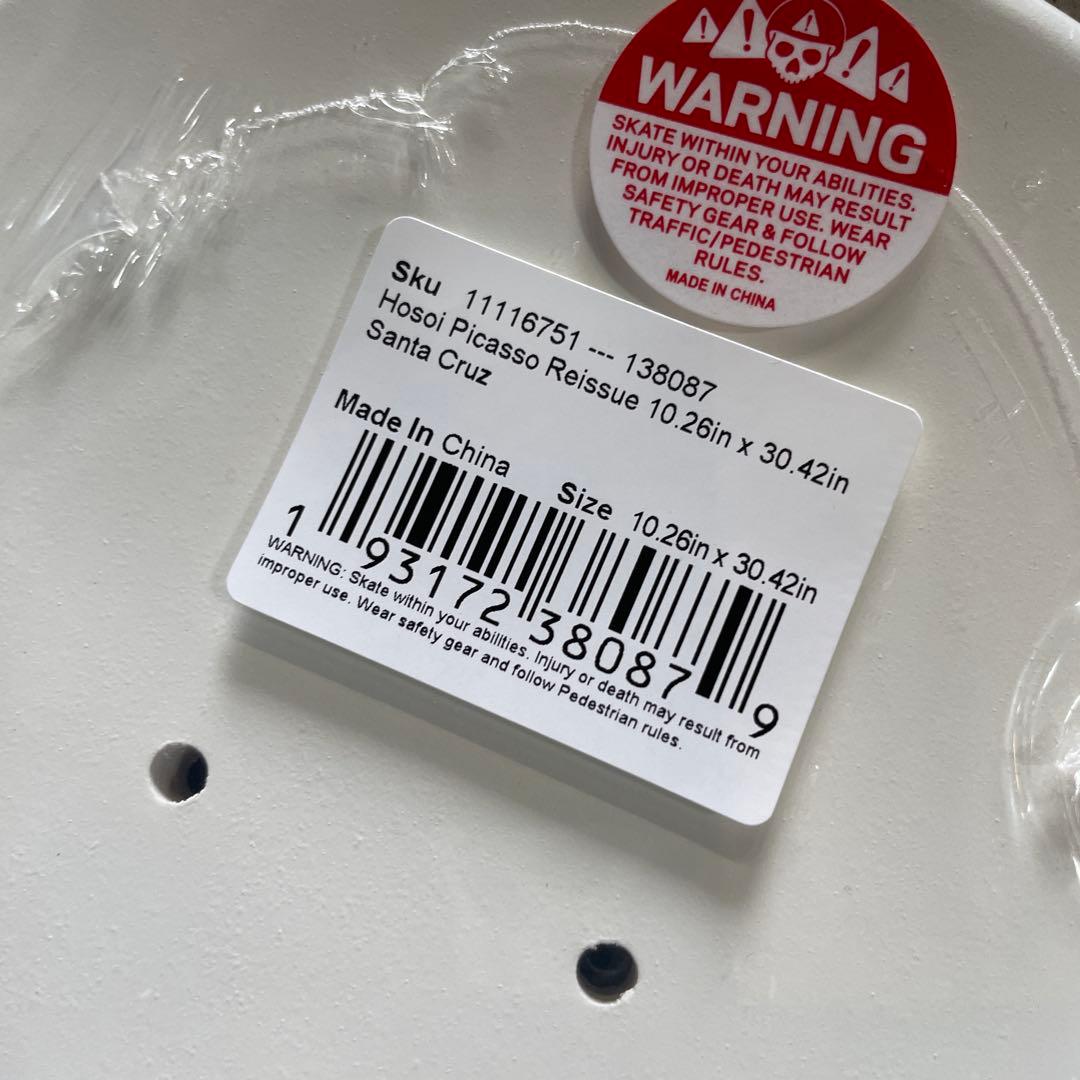 WARNING
SKATE WITHIN YOUR ABILITIES.
INJURY OR DEATH MAY RESULT
FROM IMPROPER USE. WEAR
SAFETY GEAR & FOLLOW
TRAFFIC/PEDESTRIAN
RULES.
MADE IN CHINA
Sku 11116751 --- 138087
Hosoi Picasso Reissue 10.26in x 30.42in
Santa Cruz
Made In China
Size 10.26in x 30.42in
1 93172 38087 9
WARNING: Skate within your abilities. Injury or death may result from
improper use. Wear safety gear and follow Pedestrian rules.